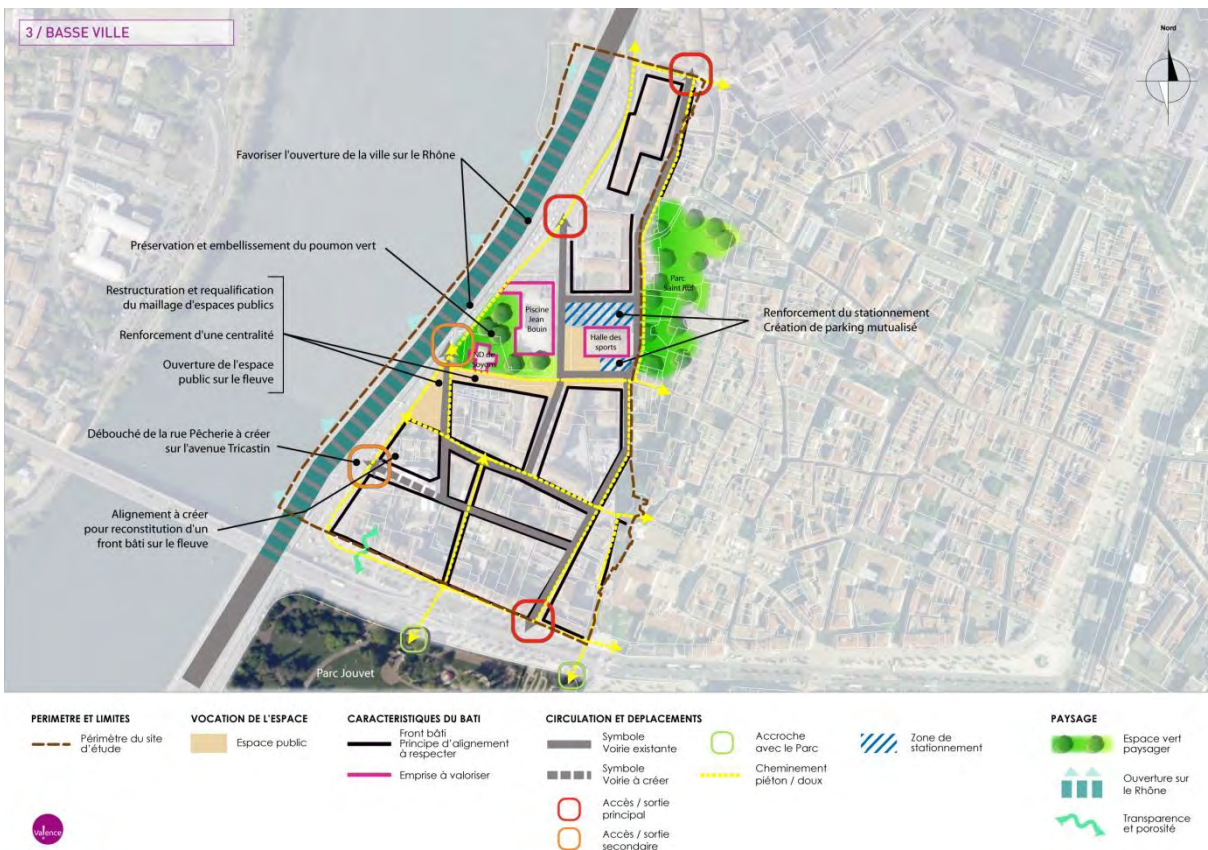 3 / BASSE VILLE
Nord
Favoriser l'ouverture de la ville sur le Rhône
Préservation et embellissement du poumon vert
Restructuration et requalification
du maillage d'espaces publics
Renforcement d'une centralité
Ouverture de l'espace
public sur le fleuve
Débouché de la rue Pêcherie à créer
sur l'avenue Tricastin
Alignement à créer
pour reconstitution d'un
front bâti sur le fleuve
Piscine
Jean
Bouin
ND de
Soyons
Halle des
sports
Parc
Saint Ruf
Renforcement du stationnement
Création de parking mutualisé
Parc Jouvet
PERIMETRE ET LIMITES
Périmètre du site
d'étude
VOCATION DE L'ESPACE
Espace public
CARACTERISTIQUES DU BATI
Front bâti
Principe d'alignement
à respecter
Emprise à valoriser
CIRCULATION ET DEPLACEMENTS
Symbole
Voirie existante
Symbole
Voirie à créer
Accès / sortie
principal
Accès / sortie
secondaire
Accroche
avec le Parc
Cheminement
piéton / doux
Zone de
stationnement
PAYSAGE
Espace vert
paysager
Ouverture sur
le Rhône
Transparence
et porosité
Valence